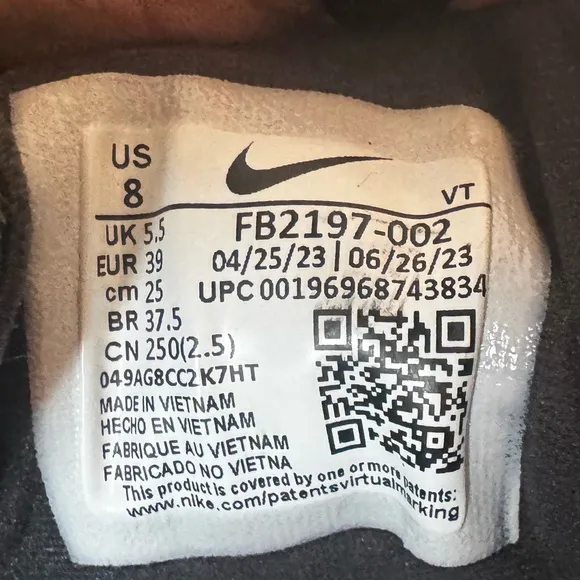 US
8
VT
UK 5.5
FB2197-002
EUR 39
04/25/23 | 06/26/23
cm 25
UPC 00196968743834
BR 37.5
CN 250(2.5)
049AG8CC2K7HT
MADE IN VIETNAM
HECHO EN VIETNAM
FABRIQUE AU VIETNAM
FABRICADO NO VIETNA
This product is covered by one or more patents:
www.nike.com/patentsvirtualmarking